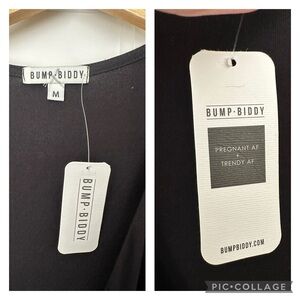 BUMP·BIDDY
M
BUMP·BIDDY
BUMP·BIDDY
PREGNANT AF
TRENDY AF
BUMPBIDDY.COM
PIC•COLLAGE